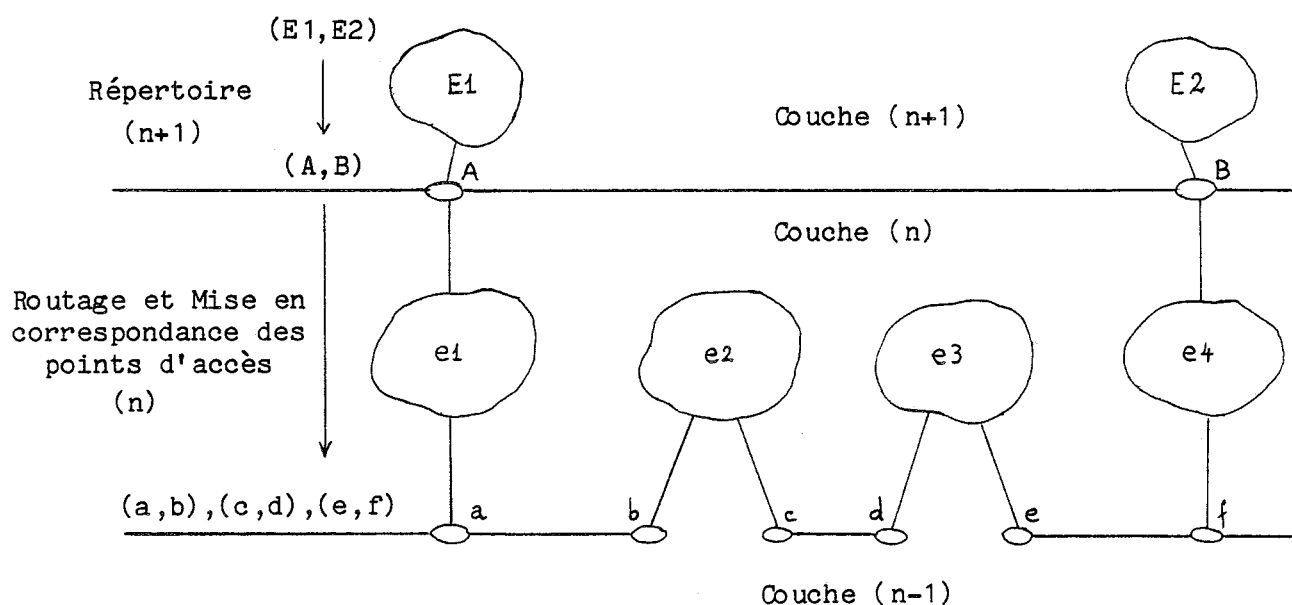 (E1,E2)
E1
E2
Répertoire
(n+1)
Couche (n+1)
(A,B)
A
B
Couche (n)
Routage et Mise en
correspondance des
points d'accès
(n)
e1
e2
e3
e4
(a,b),(c,d),(e,f)
a
b
c
d
e
f
Couche (n-1)